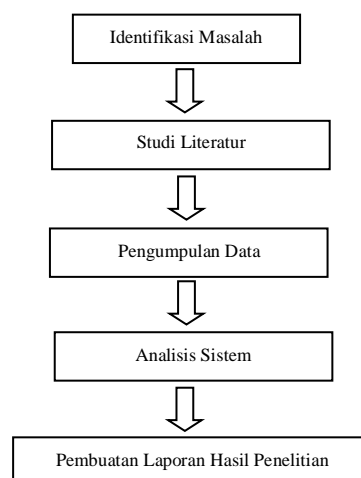 Identifikasi Masalah
Studi Literatur
Pengumpulan Data
Analisis Sistem
Pembuatan Laporan Hasil Penelitian